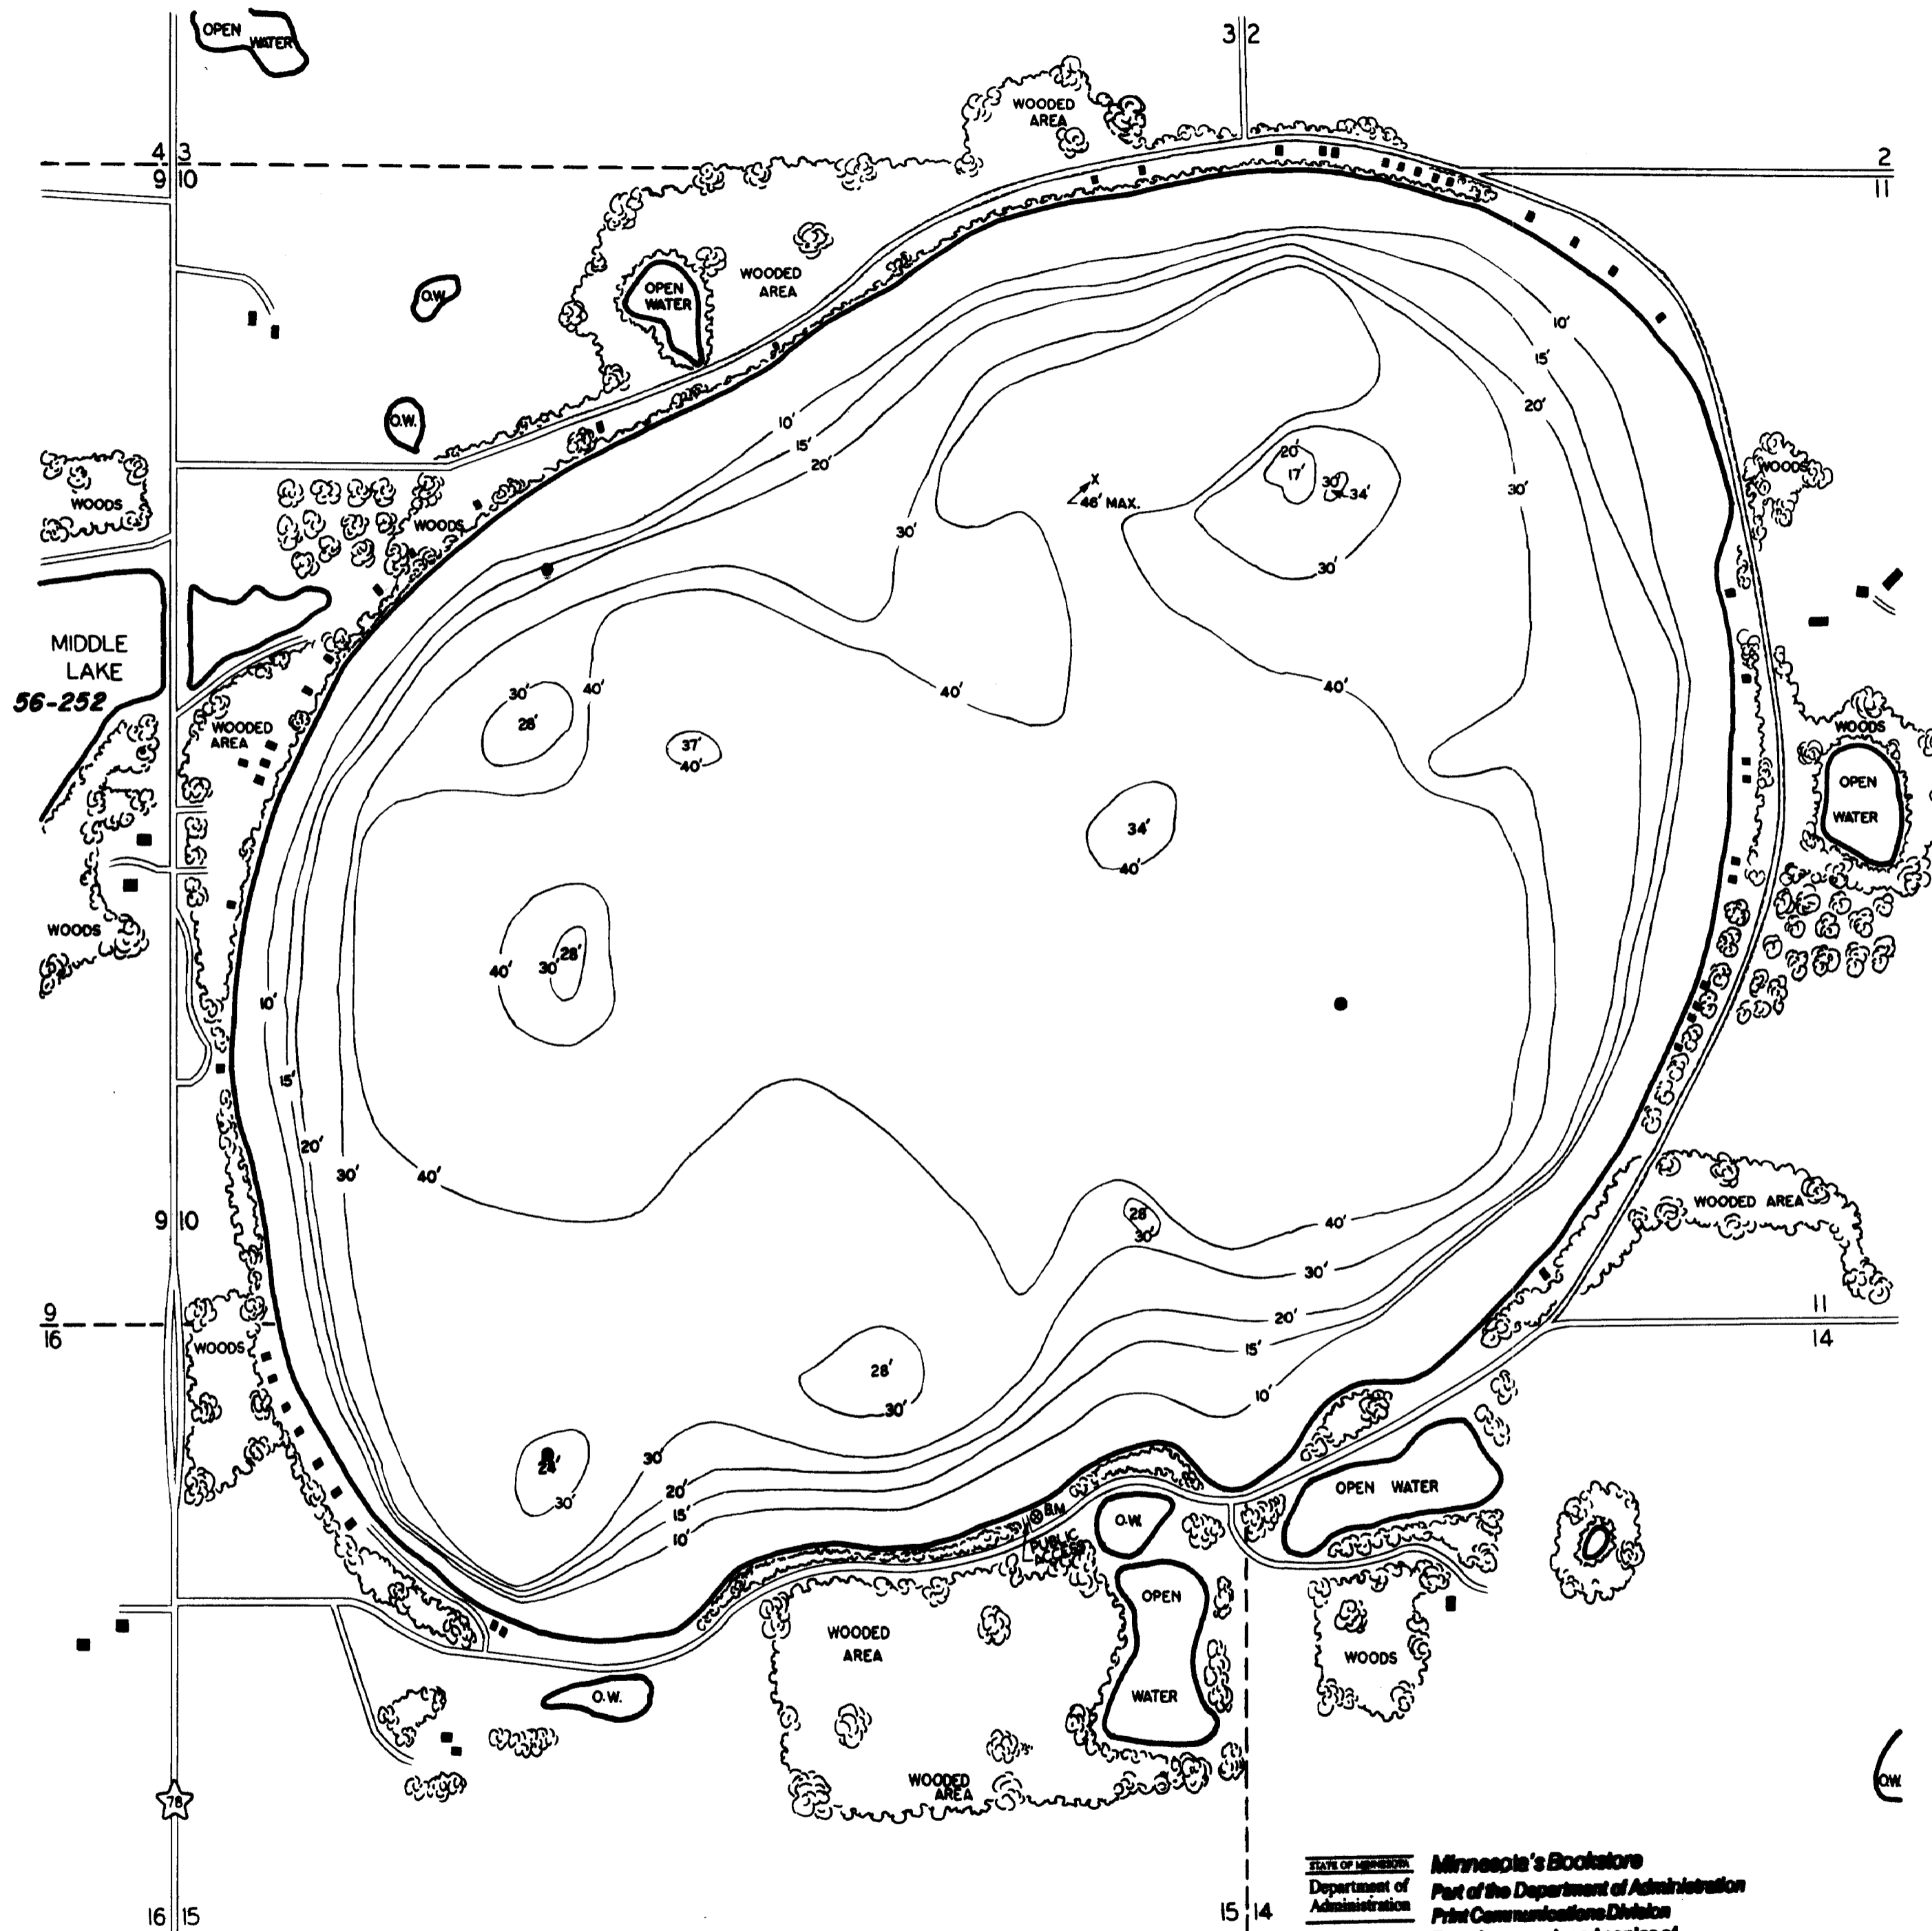 OPEN WATER
3 2
WOODED
AREA
4 3
9 10
2
11
WOODED
AREA
OPEN
WATER
O.W.
10'
15'
20'
O.W.
10'
15'
20'
20'
17'
30'
34'
30'
WOODS
WOODS
X
46' MAX.
WOODS
30'
30'
MIDDLE
LAKE
56-252
30'
28'
40'
40'
40'
WOODED
AREA
WOODS
37'
40'
OPEN
WATER
34'
40'
WOODS
28'
40'
30'
10'
15'
20'
30'
40'
WOODED AREA
9 10
28'
30'
40'
30'
9
16
11
14
20'
15'
WOODS
28'
30'
10'
30'
24'
30'
20'
15'
10'
OPEN WATER
B.M.
PUBLIC
ACCESS
O.W.
OPEN
WATER
WOODED
AREA
WOODS
O.W.
WOODED
AREA
78
O.W.
STATE OF MINNESOTA
Department of
Administration
Minnesota's Bookstore
Part of the Department of Administration
Print Communications Division
16 15
15 14